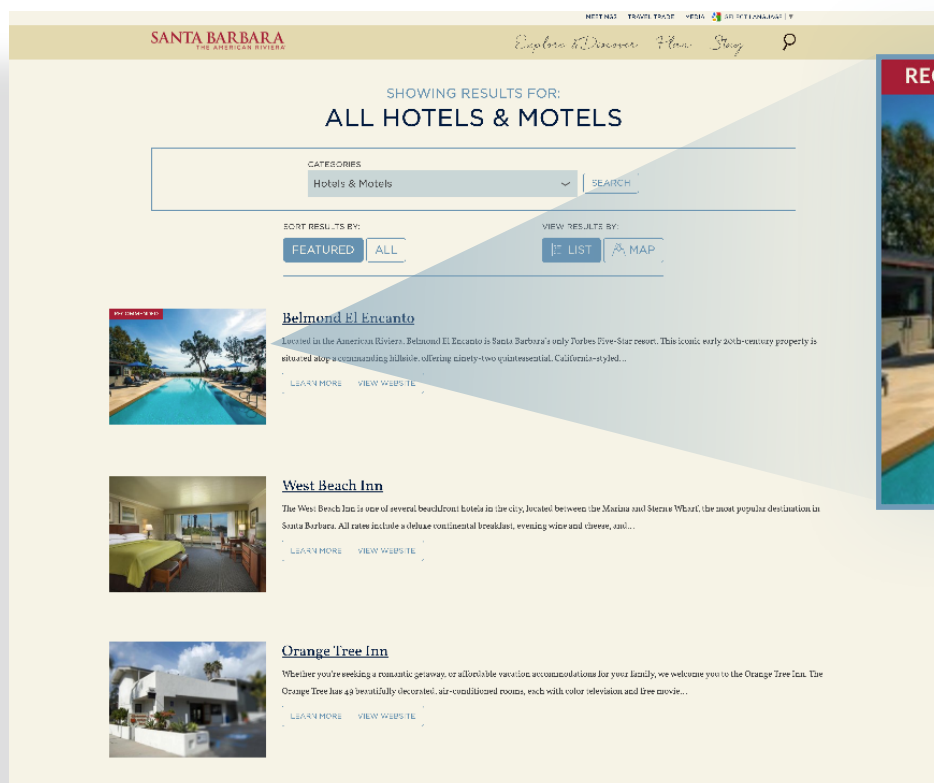 MEETINGS TRAVEL TRADE MEDIA SELECT LANGUAGE ▼
SANTA BARBARA
THE AMERICAN RIVIERA
Explore & Discover Plan Stay
SHOWING RESULTS FOR:
ALL HOTELS & MOTELS
CATEGORIES
Hotels & Motels
SEARCH
SORT RESULTS BY: VIEW RESULTS BY:
FEATURED ALL LIST MAP
RECOMMENDED
Belmond El Encanto
Located in the American Riviera, Belmond El Encanto is Santa Barbara's only Forbes Five-Star resort. This iconic early 20th-century property is
situated atop a commanding hillside, offering ninety-two quintessential, California-styled...
LEARN MORE VIEW WEBSITE
West Beach Inn
The West Beach Inn is one of several beachfront hotels in the city, located between the Marina and Sterns Wharf, the most popular destination in
Santa Barbara. All rates include a deluxe continental breakfast, evening wine and cheese, and...
LEARN MORE VIEW WEBSITE
Orange Tree Inn
Whether you're seeking a romantic getaway, or affordable vacation accommodations for your family, we welcome you to the Orange Tree Inn. The
Orange Tree has 49 beautifully decorated, air-conditioned rooms, each with color television and free movie...
LEARN MORE VIEW WEBSITE